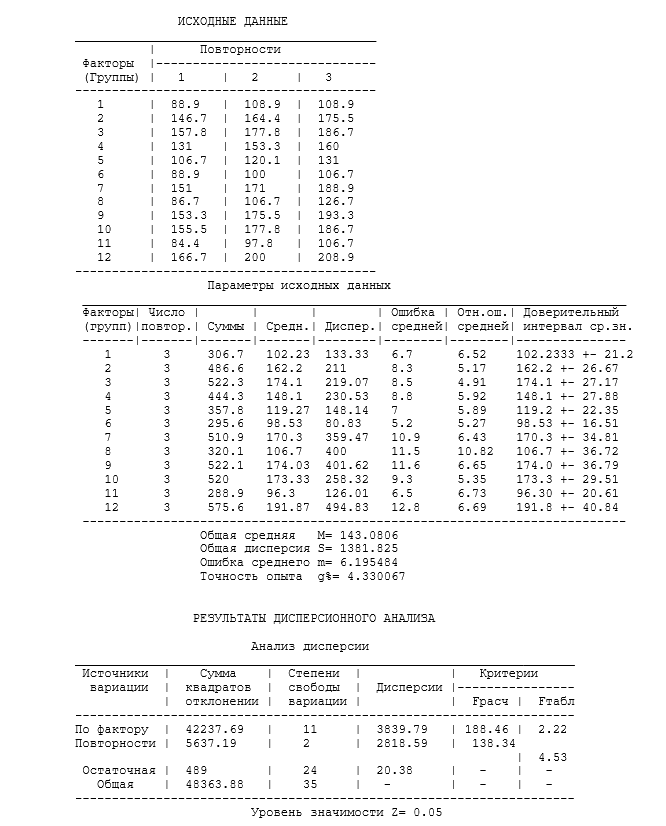 ИСХОДНЫЕ ДАННЫЕ
| Повторности
Факторы |------------------------------
(Группы) | 1 | 2 | 3
1 | 88.9 | 108.9 | 108.9
2 | 146.7 | 164.4 | 175.5
3 | 157.8 | 177.8 | 186.7
4 | 131 | 153.3 | 160
5 | 106.7 | 120.1 | 131
6 | 88.9 | 100 | 106.7
7 | 151 | 171 | 188.9
8 | 86.7 | 106.7 | 126.7
9 | 153.3 | 175.5 | 193.3
10 | 155.5 | 177.8 | 186.7
11 | 84.4 | 97.8 | 106.7
12 | 166.7 | 200 | 208.9
Параметры исходных данных
Факторы| Число | | | | Ошибка | Отн.ош.| Доверительный
(групп)|повтор.| Суммы | Средн.| Диспер.| средней| средней| интервал ср.зн.
1 3 306.7 102.23 133.33 6.7 6.52 102.2333 +- 21.2
2 3 486.6 162.2 211 8.3 5.17 162.2 +- 26.67
3 3 522.3 174.1 219.07 8.5 4.91 174.1 +- 27.17
4 3 444.3 148.1 230.53 8.8 5.92 148.1 +- 27.88
5 3 357.8 119.27 148.14 7 5.89 119.2 +- 22.35
6 3 295.6 98.53 80.83 5.2 5.27 98.53 +- 16.51
7 3 510.9 170.3 359.47 10.9 6.43 170.3 +- 34.81
8 3 320.1 106.7 400 11.5 10.82 106.7 +- 36.72
9 3 522.1 174.03 401.62 11.6 6.65 174.0 +- 36.79
10 3 520 173.33 258.32 9.3 5.35 173.3 +- 29.51
11 3 288.9 96.3 126.01 6.5 6.73 96.30 +- 20.61
12 3 575.6 191.87 494.83 12.8 6.69 191.8 +- 40.84
Общая средняя M= 143.0806
Общая дисперсия S= 1381.825
Ошибка среднего m= 6.195484
Точность опыта g%= 4.330067
РЕЗУЛЬТАТЫ ДИСПЕРСИОННОГО АНАЛИЗА
Анализ дисперсии
Источники | Сумма | Степени | | Критерии
вариации | квадратов | свободы | Дисперсии |----------------
| отклонении | вариации | | Fрасч | Fтабл
По фактору | 42237.69 | 11 | 3839.79 | 188.46 | 2.22
Повторности | 5637.19 | 2 | 2818.59 | 138.34
| 4.53
Остаточная | 489 | 24 | 20.38 | - | -
Общая | 48363.88 | 35 | - | - | -
Уровень значимости Z= 0.05